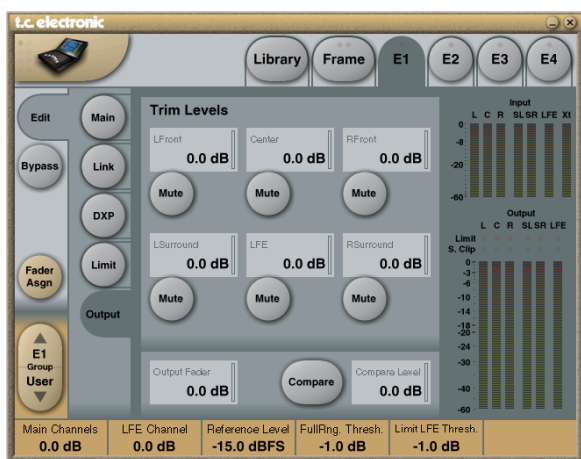 t.c. electronic
Library Frame E1 E2 E3 E4
Edit
Bypass
Fader
Asgn
E1
Group
User
Main
Link
DXP
Limit
Output
Trim Levels
LFront
0.0 dB
Center
0.0 dB
RFront
0.0 dB
Mute
Mute
Mute
LSurround
0.0 dB
LFE
0.0 dB
RSurround
0.0 dB
Mute
Mute
Mute
Output Fader
0.0 dB
Compare
Compare Level
0.0 dB
Input
L C R SL SR LFE Xt
0
-8
-20
-60
Output
L C R SL SR LFE
Limit
S. Clip
0
-3
-6
-10
-14
-18
-20
-24
-30
-40
-60
Main Channels
0.0 dB
LFE Channel
0.0 dB
Reference Level
-15.0 dBFS
FullRng. Thresh.
-1.0 dB
Limit LFE Thresh.
-1.0 dB